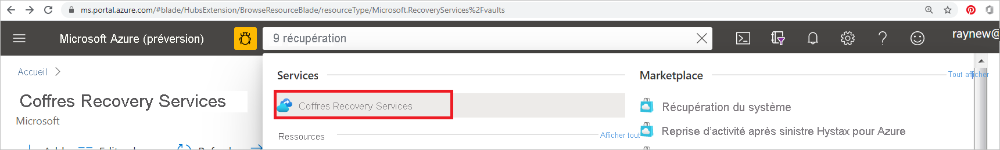 ms.portal.azure.com/#blade/HubsExtension/BrowseResourceBlade/resourceType/Microsoft.RecoveryServices%2Fvaults
Microsoft Azure (préversion)
9 récupération
raynew@
Accueil
Services
Marketplace
Tout afficher
Coffres Recovery Services
Coffres Recovery Services
Récupération du système
Microsoft
Ressources
Afficher tout
Reprise d’activité après sinistre Hystax pour Azure